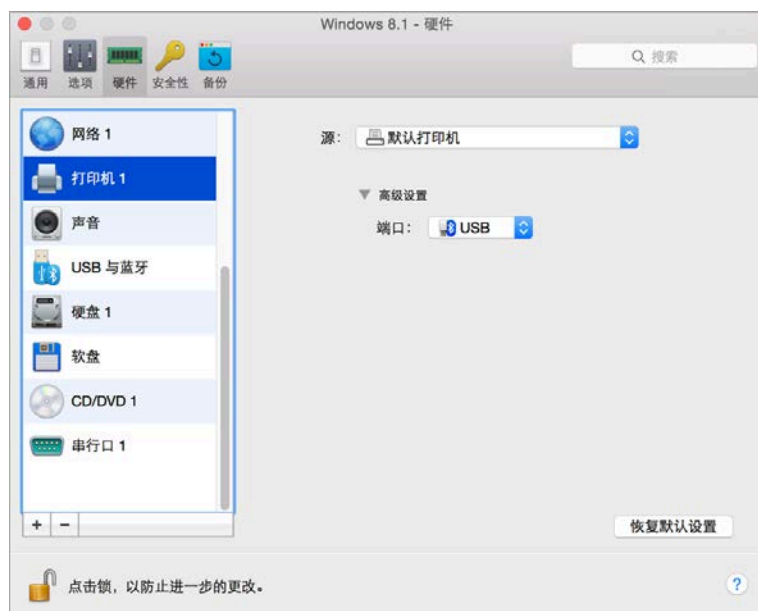 Windows 8.1 - 硬件
通用 选项 硬件 安全性 备份
搜索
网络 1
打印机 1
声音
USB 与蓝牙
硬盘 1
软盘
CD/DVD 1
串行口 1
源： 默认打印机
高级设置
端口： USB
+ −
恢复默认设置
点击锁，以防止进一步的更改。
?